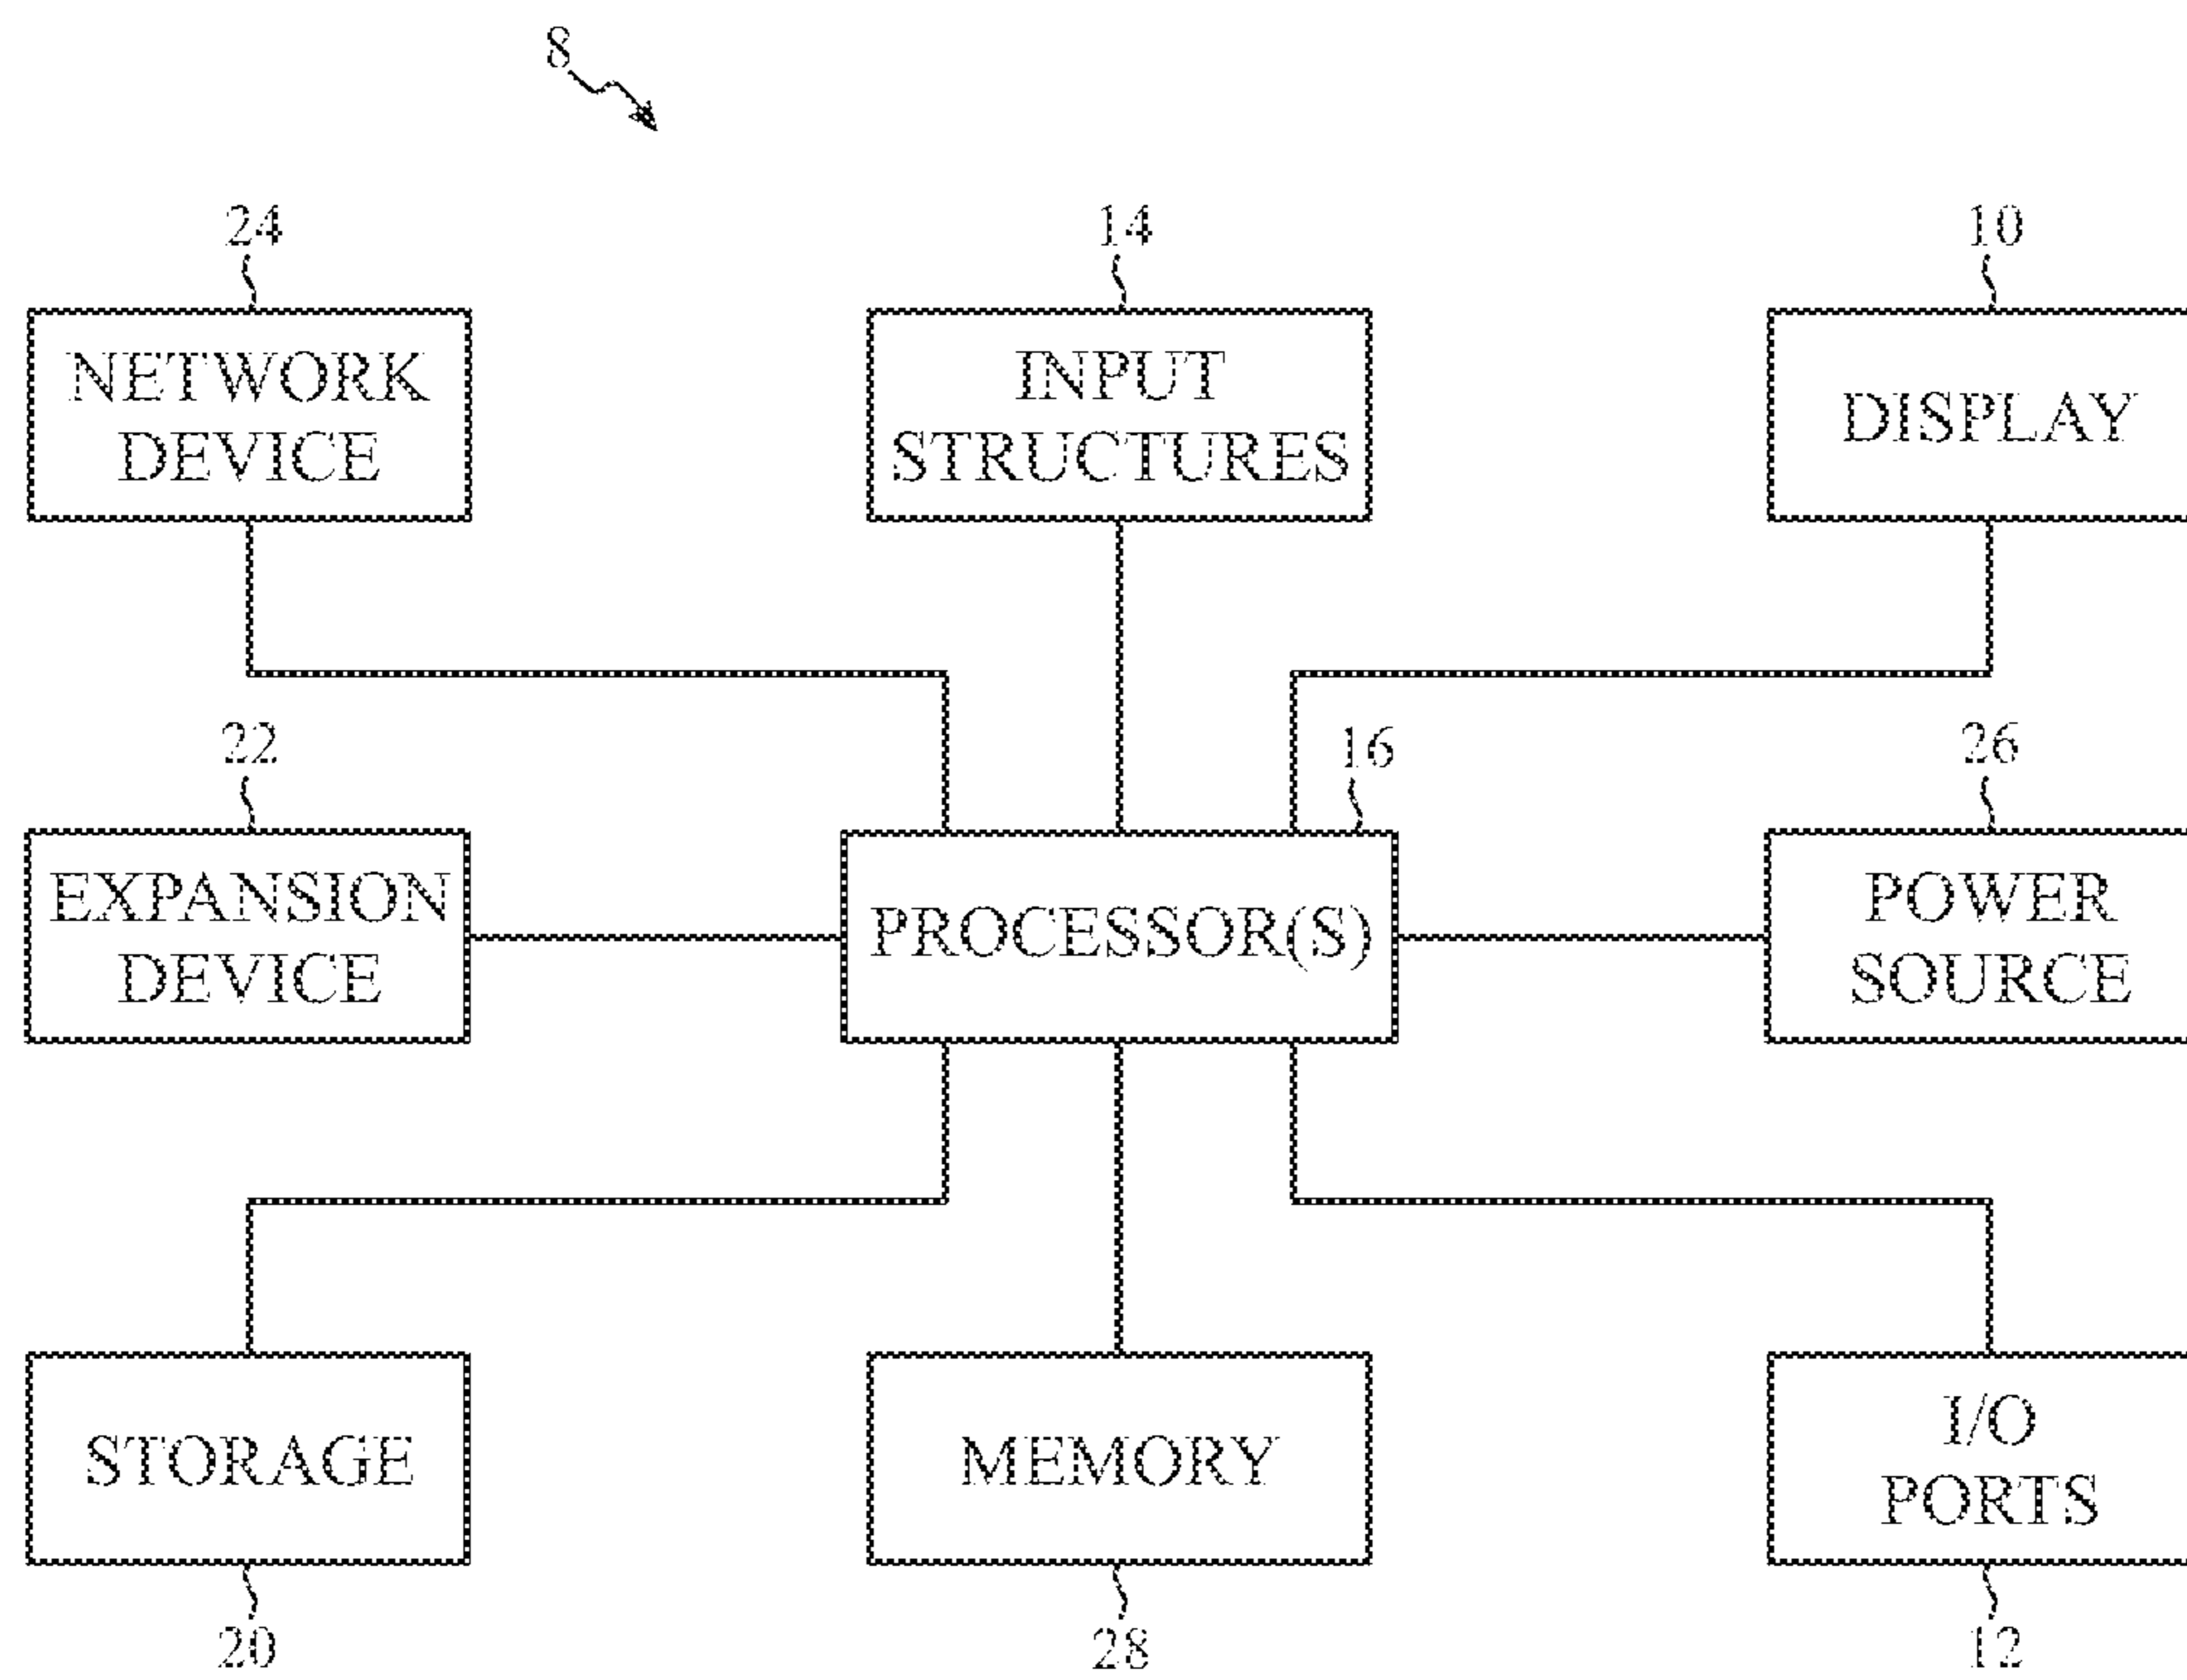 8
24
14
10
NETWORK
DEVICE
INPUT
STRUCTURES
DISPLAY
22
16
26
EXPANSION
DEVICE
PROCESSOR(S)
POWER
SOURCE
STORAGE
MEMORY
I/O
PORTS
20
28
12